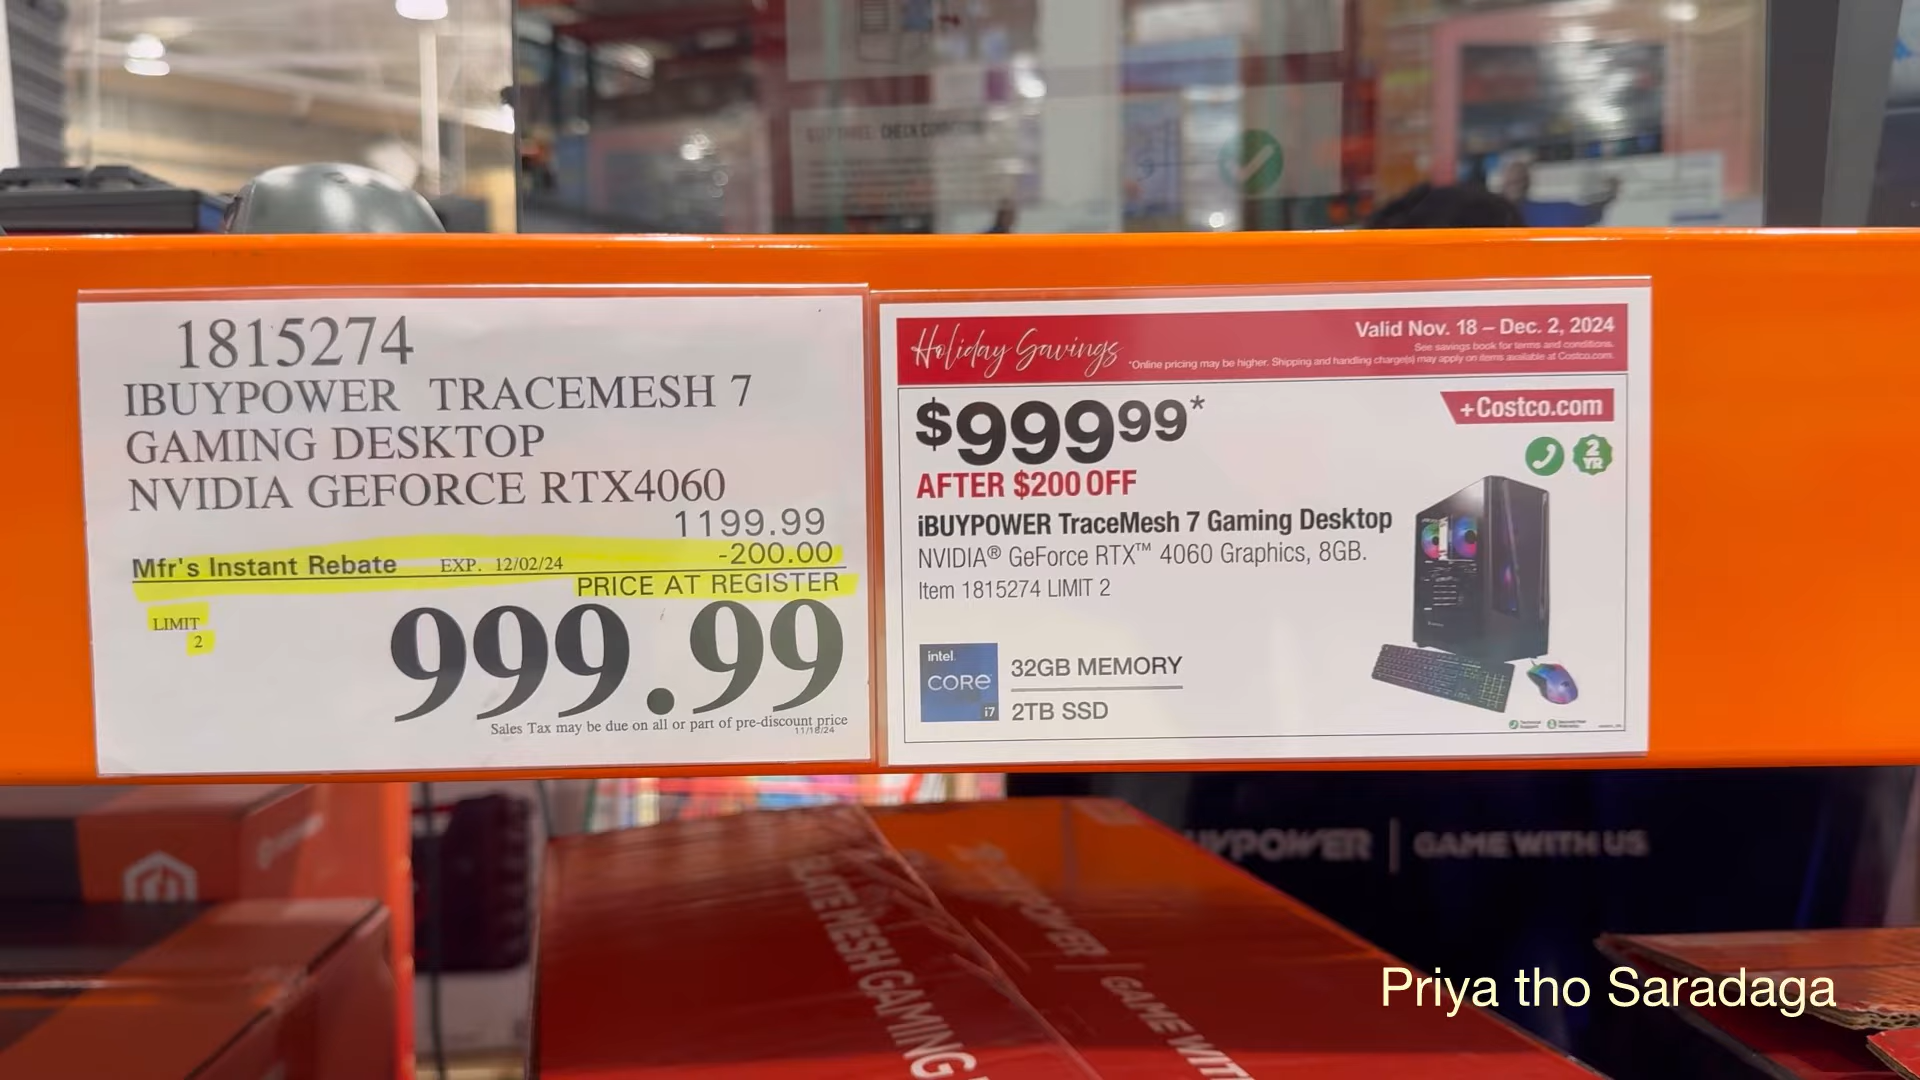 1815274
IBUYPOWER TRACEMESH 7
GAMING DESKTOP
NVIDIA GEFORCE RTX4060
1199.99
Mfr's Instant Rebate EXP. 12/02/24 -200.00
PRICE AT REGISTER
LIMIT
2
999.99
Sales Tax may be due on all or part of pre-discount price
11/18/24
Holiday Savings
Valid Nov. 18 – Dec. 2, 2024
See savings book for terms and conditions.
*Online pricing may be higher. Shipping and handling charge(s) may apply on items available at Costco.com.
$999 99*
+Costco.com
AFTER $200 OFF
2
YR
iBUYPOWER TraceMesh 7 Gaming Desktop
NVIDIA® GeForce RTX™ 4060 Graphics, 8GB.
Item 1815274 LIMIT 2
intel
CORE
i7
32GB MEMORY
2TB SSD
GAME WITH US
MESH GAMING
GAME WITH
Priya tho Saradaga